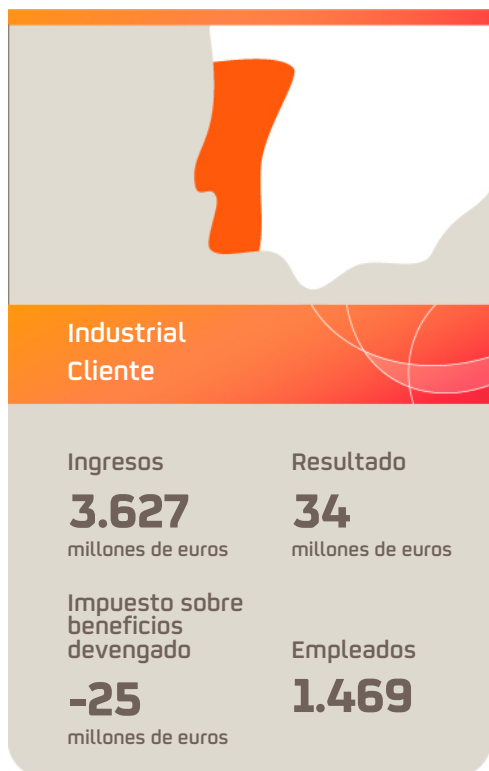 Industrial
Cliente
Ingresos
3.627
millones de euros
Resultado
34
millones de euros
Impuesto sobre
beneficios
devengado
-25
millones de euros
Empleados
1.469